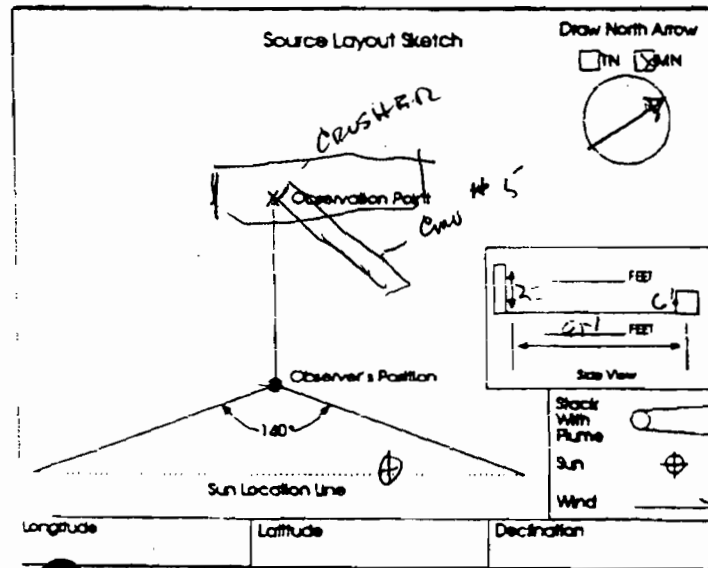 Source Layout Sketch
Draw North Arrow
TN MN
CRUSHER
Observation Point
# 5
FEET
6'
FEET
Side View
Observer's Position
140°
Stack
With
Plume
Sun
Sun Location Line
Wind
Longitude
Latitude
Declination